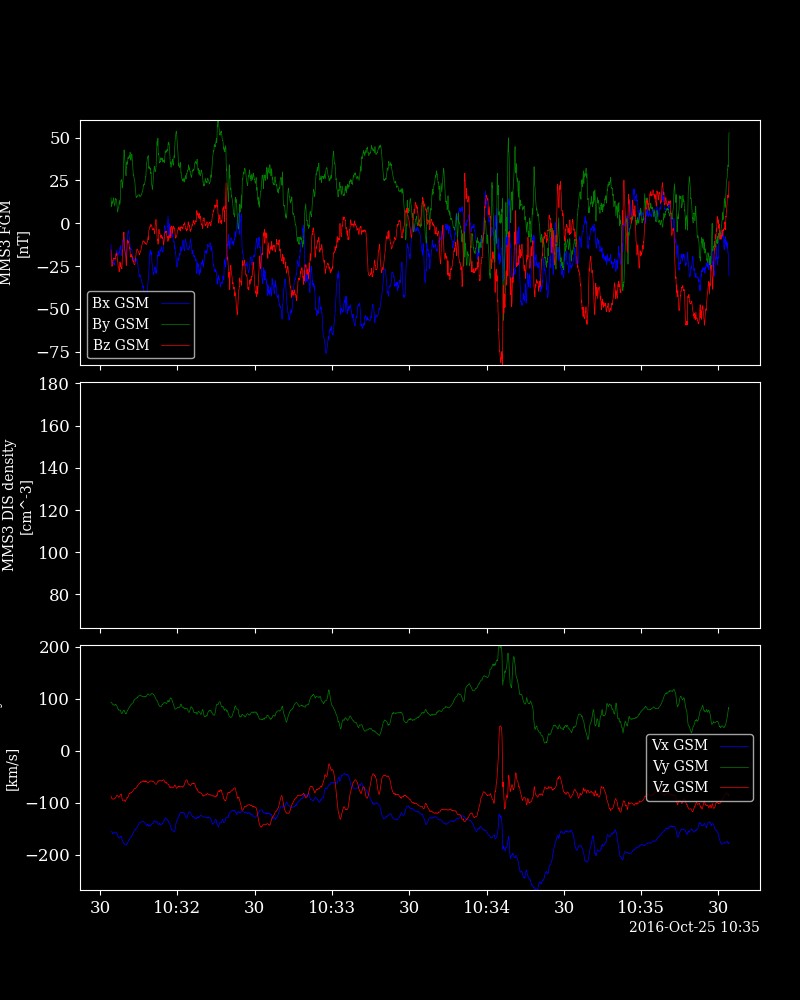 50
25
0
−25
−50
−75
MMS3 FGM
[nT]
Bx GSM
By GSM
Bz GSM
180
160
140
120
100
80
MMS3 DIS density
[cm^-3]
200
100
0
−100
−200
[km/s]
Vx GSM
Vy GSM
Vz GSM
30
10:32
30
10:33
30
10:34
30
10:35
30
2016-Oct-25 10:35